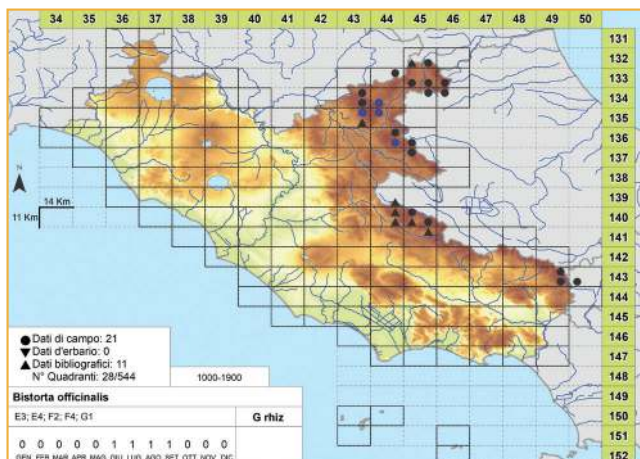 34 35 36 37 38 39 40 41 42 43 44 45 46 47 48 49 50
131
132
133
134
135
136
137
138
139
140
141
142
143
144
145
146
147
148
149
150
151
152
N
14 Km
11 Km
● Dati di campo: 21
▼ Dati d'erbario: 0
▲ Dati bibliografici: 11
N° Quadranti: 28/544
1000-1900
Bistorta officinalis
E3; E4; F2; F4; G1
G rhiz
0 0 0 0 0 1 1 1 1 0 0 0
GEN FEB MAR APR MAG GIU LUG AGO SET OTT NOV DIC